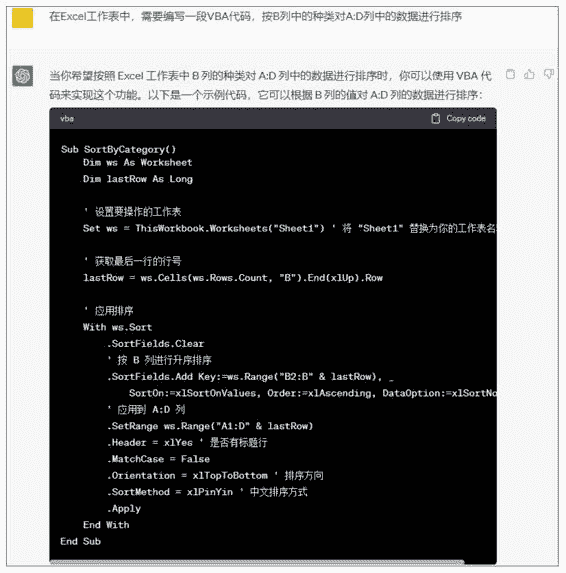 在Excel工作表中，需要编写一段VBA代码，按B列中的种类对A:D列中的数据进行排序
当你希望按照 Excel 工作表中 B 列的种类对 A:D 列中的数据进行排序时，你可以使用 VBA 代
码来实现这个功能。以下是一个示例代码，它可以根据 B 列的值对 A:D 列的数据进行排序：
vba Copy code
Sub SortByCategory()
    Dim ws As Worksheet
    Dim lastRow As Long
    ' 设置要操作的工作表
    Set ws = ThisWorkbook.Worksheets("Sheet1") ' 将 "Sheet1" 替换为你的工作表名
    ' 获取最后一行的行号
    lastRow = ws.Cells(ws.Rows.Count, "B").End(xlUp).Row
    ' 应用排序
    With ws.Sort
        .SortFields.Clear
        ' 按 B 列进行升序排序
        .SortFields.Add Key:=ws.Range("B2:B" & lastRow), _
            SortOn:=xlSortOnValues, Order:=xlAscending, DataOption:=xlSortNo
        ' 应用到 A:D 列
        .SetRange ws.Range("A1:D" & lastRow)
        .Header = xlYes ' 是否有标题行
        .MatchCase = False
        .Orientation = xlTopToBottom ' 排序方向
        .SortMethod = xlPinYin ' 中文排序方式
        .Apply
    End With
End Sub